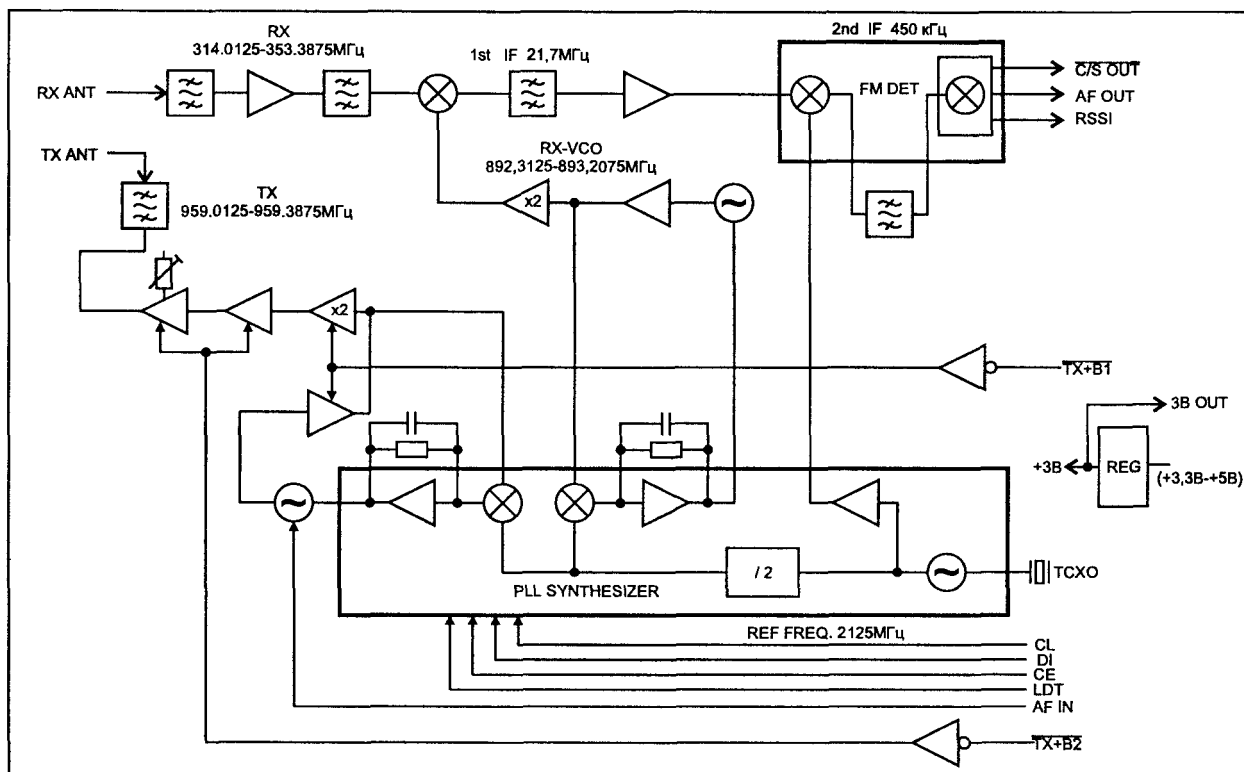 RX
314.0125-353.3875МГц
2nd IF 450 кГц
1st IF 21,7МГц
C/S OUT
RX ANT
FM DET
AF OUT
RSSI
TX ANT
RX-VCO
892,3125-893,2075МГц
TX
959.0125-959.3875МГц
x2
x2
TX+B1
3B OUT
+3B
REG
(+3,3B-+5B)
/ 2
TCXO
PLL SYNTHESIZER
REF FREQ. 2125МГц
CL
DI
CE
LDT
AF IN
TX+B2